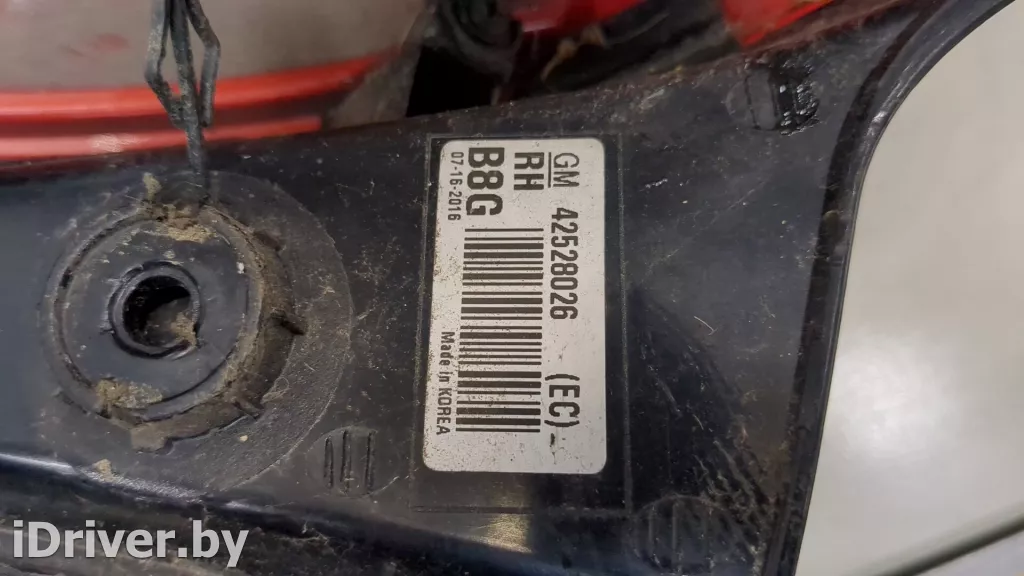 GM 42528026 (EC)
RH
B8G
07-16-2016
Made in KOREA
iDriver.by